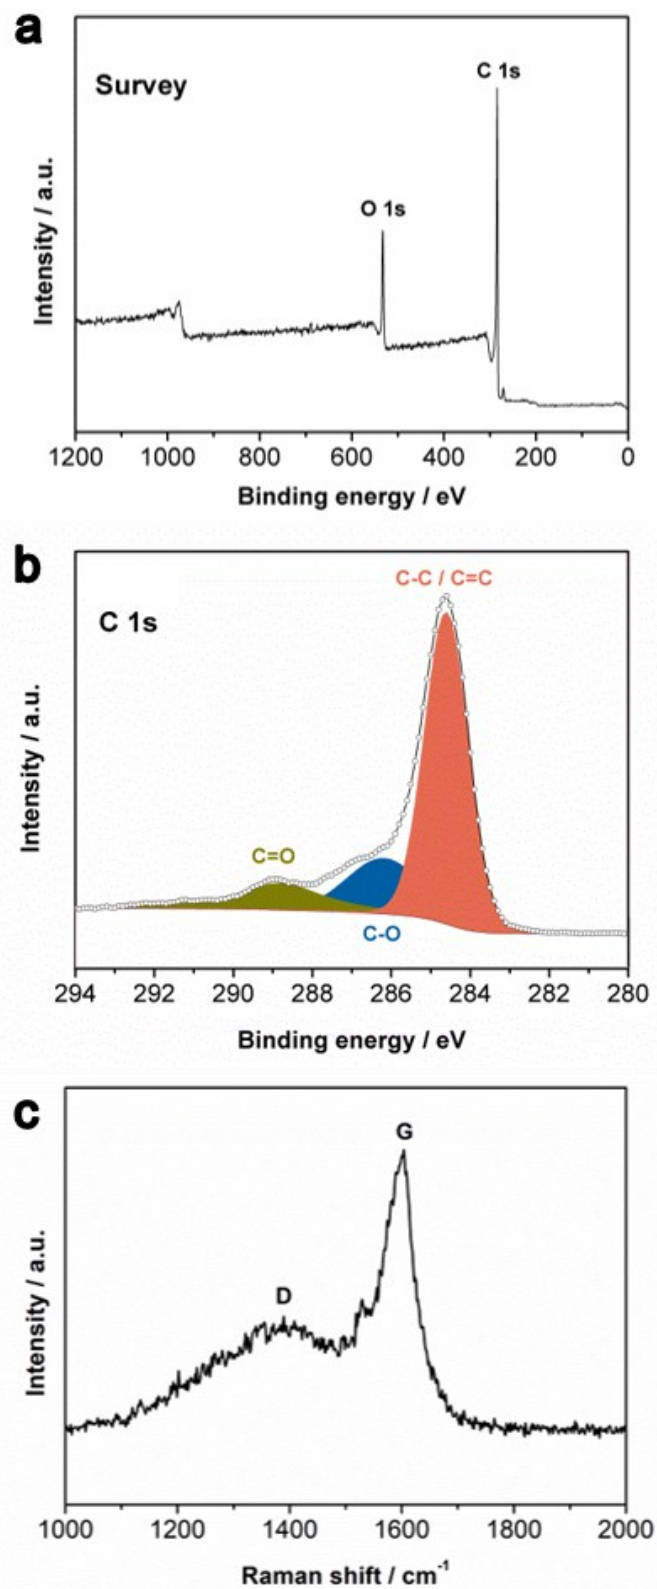 a
Survey
C 1s
O 1s
Intensity / a.u.
1200 1000 800 600 400 200 0
Binding energy / eV
b
C 1s
C-C / C=C
C=O
C-O
Intensity / a.u.
294 292 290 288 286 284 282 280
Binding energy / eV
c
G
D
Intensity / a.u.
1000 1200 1400 1600 1800 2000
Raman shift / cm⁻¹